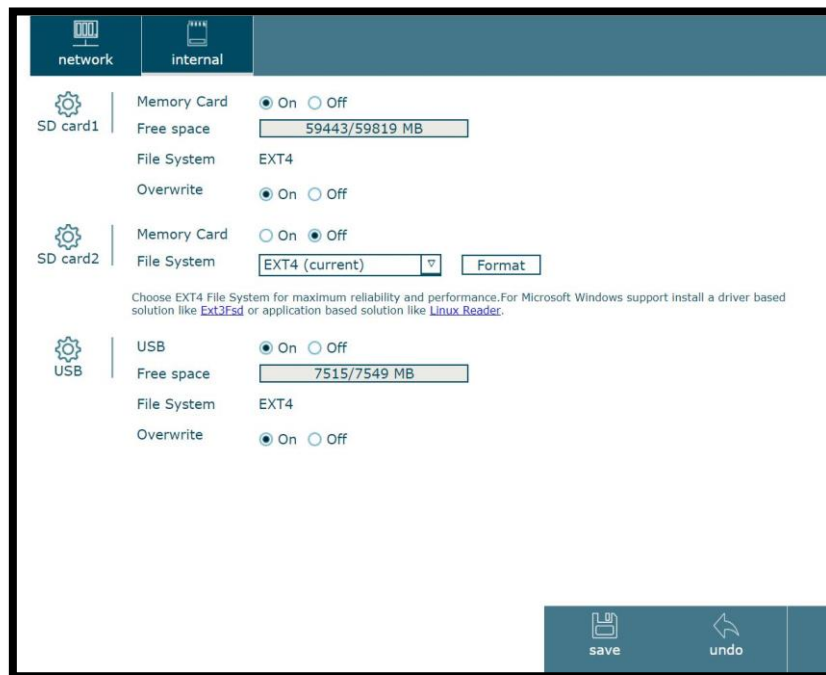 network internal
SD card1
Memory Card On Off
Free space 59443/59819 MB
File System EXT4
Overwrite On Off
SD card2
Memory Card On Off
File System EXT4 (current) Format
Choose EXT4 File System for maximum reliability and performance.For Microsoft Windows support install a driver based
solution like Ext3Fsd or application based solution like Linux Reader.
USB
USB On Off
Free space 7515/7549 MB
File System EXT4
Overwrite On Off
save undo